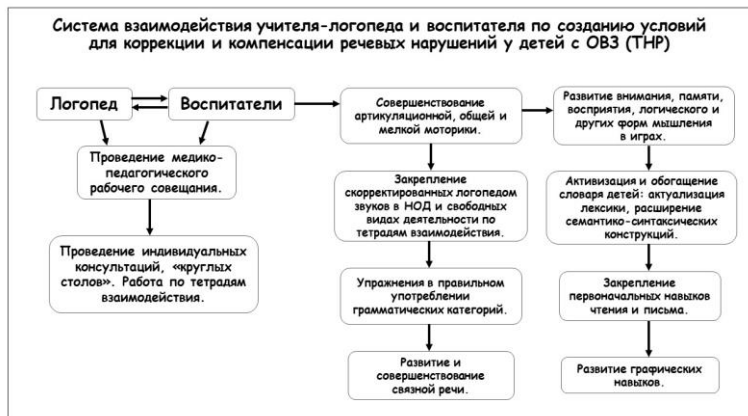 Система взаимодействия учителя-логопеда и воспитателя по созданию условий
для коррекции и компенсации речевых нарушений у детей с ОВЗ (ТНР)
Логопед
Воспитатели
Проведение медико-
педагогического
рабочего совещания.
Проведение индивидуальных
консультаций, «круглых
столов». Работа по тетрадям
взаимодействия.
Совершенствование
артикуляционной, общей и
мелкой моторики.
Закрепление
скорректированных логопедом
звуков в НОД и свободных
видах деятельности по
тетрадям взаимодействия.
Упражнения в правильном
употреблении
грамматических категорий.
Развитие и
совершенствование
связной речи.
Развитие внимания, памяти,
восприятия, логического и
других форм мышления
в играх.
Активизация и обогащение
словаря детей: актуализация
лексики, расширение
семантико-синтаксических
конструкций.
Закрепление
первоначальных навыков
чтения и письма.
Развитие графических
навыков.